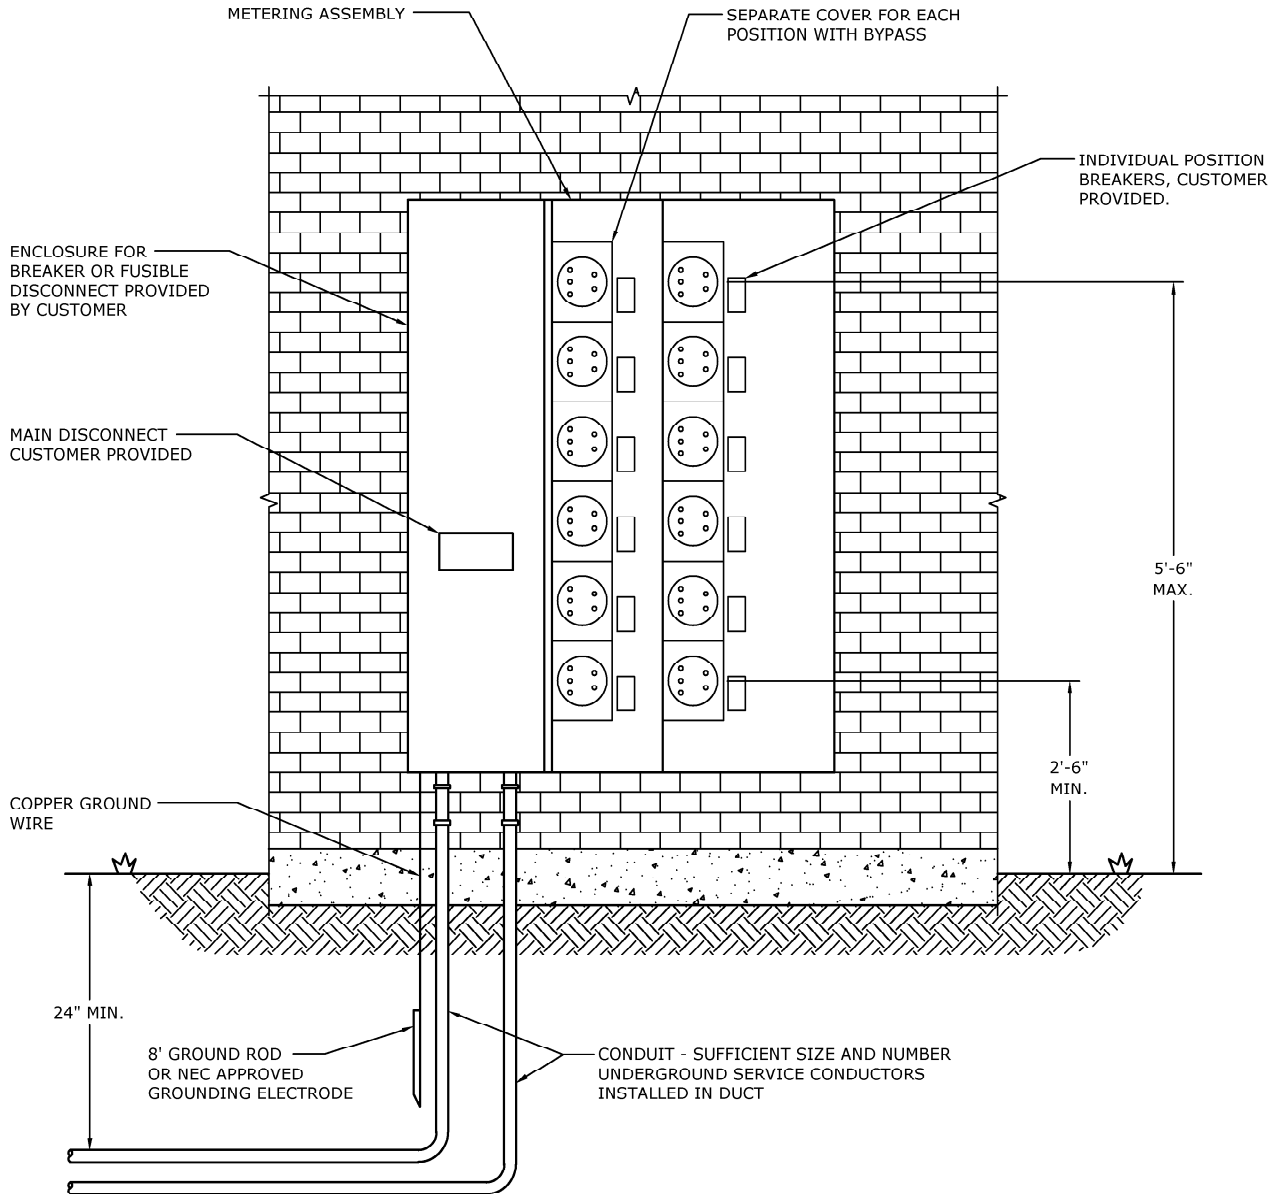 METERING ASSEMBLY
SEPARATE COVER FOR EACH
POSITION WITH BYPASS
INDIVIDUAL POSITION
BREAKERS, CUSTOMER
PROVIDED.
ENCLOSURE FOR
BREAKER OR FUSIBLE
DISCONNECT PROVIDED
BY CUSTOMER
MAIN DISCONNECT
CUSTOMER PROVIDED
5'-6"
MAX.
2'-6"
MIN.
COPPER GROUND
WIRE
24" MIN.
8' GROUND ROD
OR NEC APPROVED
GROUNDING ELECTRODE
CONDUIT - SUFFICIENT SIZE AND NUMBER
UNDERGROUND SERVICE CONDUCTORS
INSTALLED IN DUCT